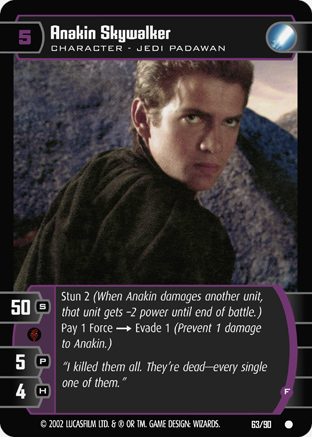 5 Anakin Skywalker
CHARACTER - JEDI PADAWAN
50 S
5 P
4 H
Stun 2 (When Anakin damages another unit,
that unit gets -2 power until end of battle.)
Pay 1 Force → Evade 1 (Prevent 1 damage
to Anakin.)
“I killed them all. They're dead—every single
one of them.”
F
© 2002 LUCASFILM LTD. & ® OR TM. GAME DESIGN: WIZARDS. 63/90